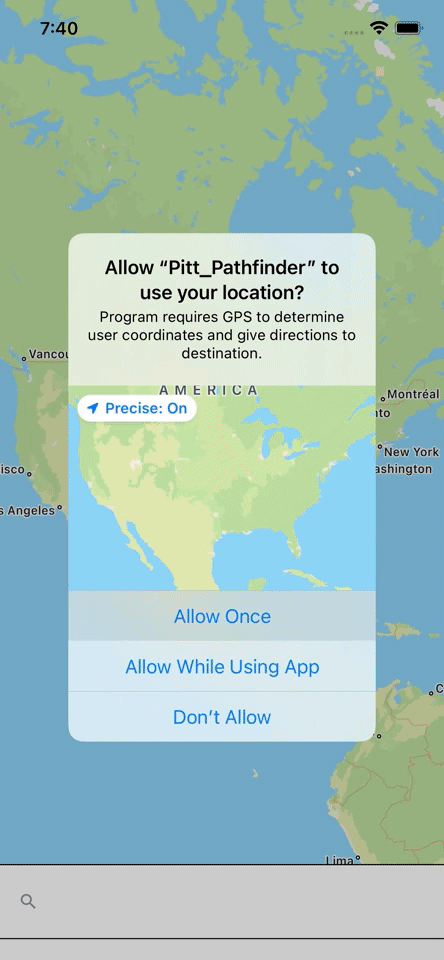 7:40
Allow “Pitt_Pathfinder” to
use your location?
Program requires GPS to determine
user coordinates and give directions to
destination.
Vancou
AMERICA
Precise: On
Montréal
nto
New York
ashington
isco
s Angeles
Allow Once
Allow While Using App
C
Don’t Allow
Lima